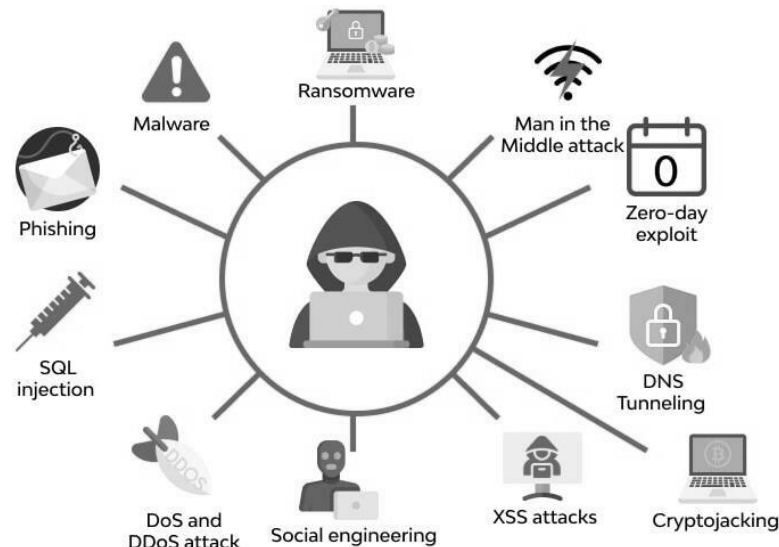 Ransomware
Malware
Man in the
Middle attack
0
Zero-day
exploit
Phishing
SQL
injection
DNS
Tunneling
DDOS
DoS and
DDoS attack
Social engineering
XSS attacks
Cryptojacking